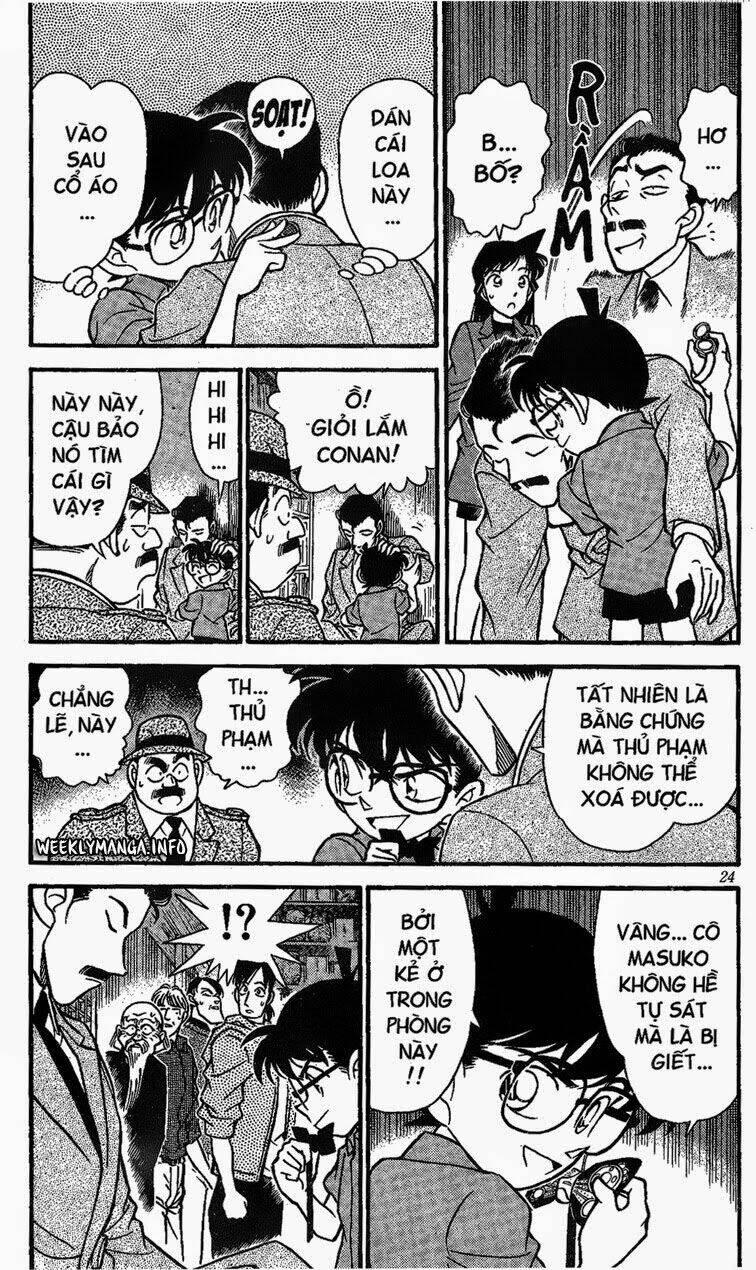 HƠ
...
RẦM
B...
BỐ?
DÁN
CÁI
LOA
NÀY
...
SOẠT!
VÀO
SAU
CỔ ÁO
...
Ồ!
GIỎI LẮM
CONAN!
HI
HI
HI
...
NÀY NÀY,
CẬU BẢO
NÓ TÌM
CÁI GÌ
VẬY?
TẤT NHIÊN LÀ
BẰNG CHỨNG
MÀ THỦ PHẠM
KHÔNG THỂ
XOÁ ĐƯỢC...
TH...
THỦ
PHẠM
...
CHẲNG
LẼ, NÀY
...
WEEKLYMANGA.INFO
24
VÂNG... CÔ
MASUKO
KHÔNG HỀ
TỰ SÁT
MÀ LÀ BỊ
GIẾT...
BỞI
MỘT
KẺ Ở
TRONG
PHÒNG
NÀY
!!
!?